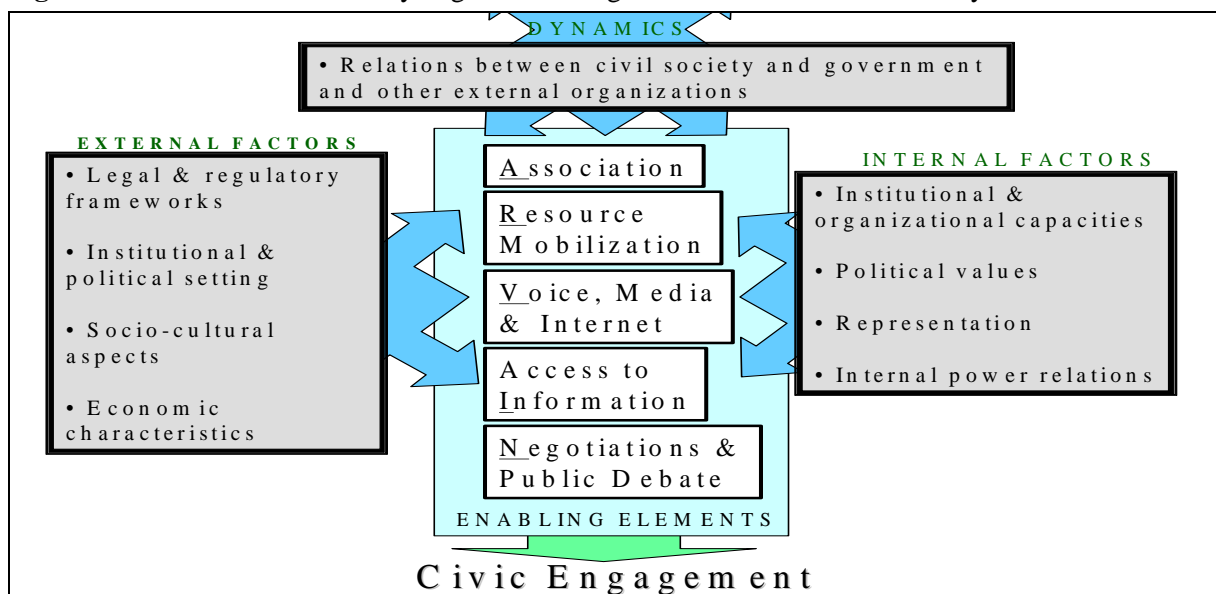 DYNAMICS
• Relations between civil society and government
and other external organizations
EXTERNAL FACTORS
• Legal & regulatory
frameworks
• Institutional &
political setting
• Socio-cultural
aspects
• Economic
characteristics
Association
Resource
Mobilization
Voice, Media
& Internet
Access to
Information
Negotiations &
Public Debate
ENABLING ELEMENTS
INTERNAL FACTORS
• Institutional &
organizational capacities
• Political values
• Representation
• Internal power relations
Civic Engagement